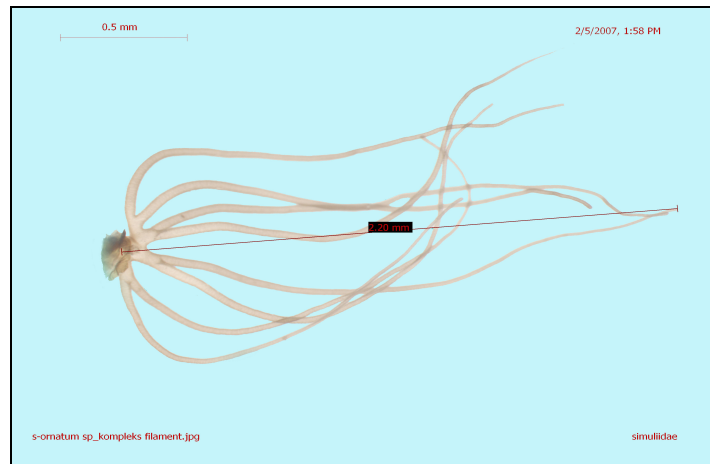 0.5 mm
2/5/2007, 1:58 PM
2.20 mm
s-ornatum sp_kompleks filament.jpg
simuliidae